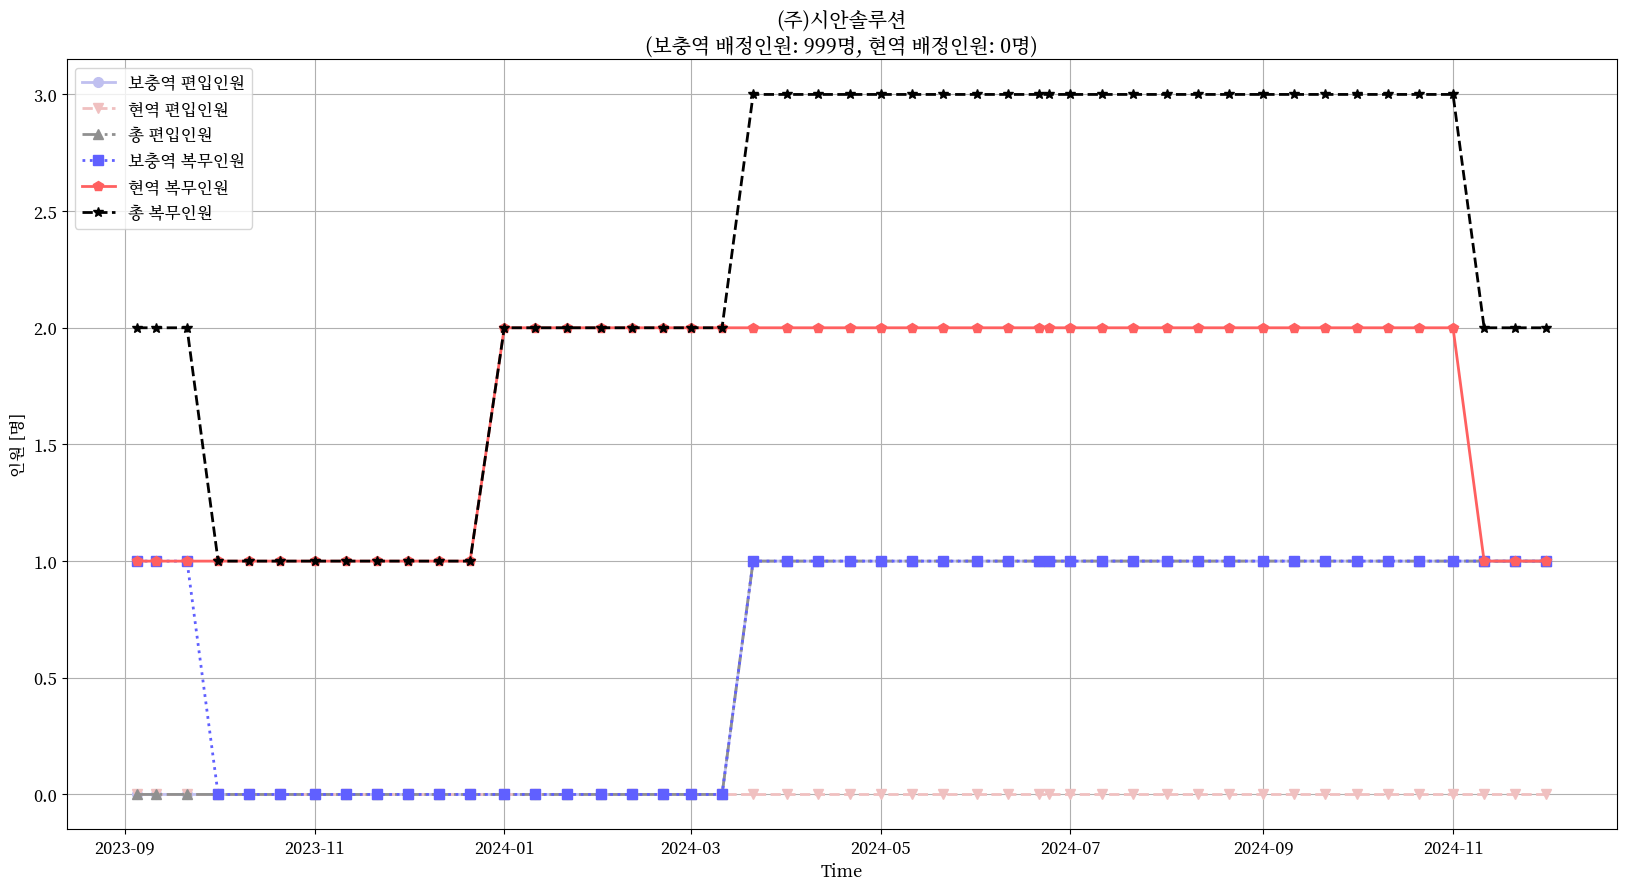 (주)시안솔루션
(보충역 배정인원: 999명, 현역 배정인원: 0명)
보충역 편입인원
현역 편입인원
총 편입인원
보충역 복무인원
현역 복무인원
총 복무인원
인원 [명]
3.0
2.5
2.0
1.5
1.0
0.5
0.0
2023-09
2023-11
2024-01
2024-03
2024-05
2024-07
2024-09
2024-11
Time